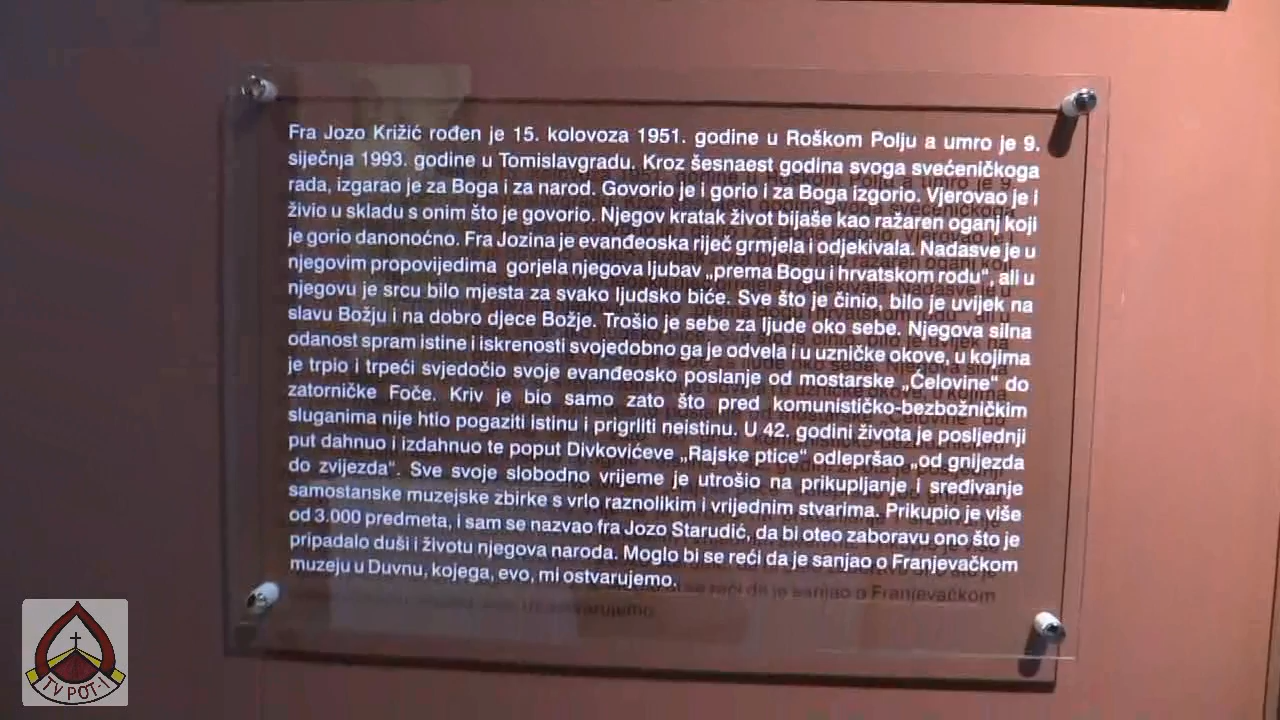 Fra Jozo Križić rođen je 15. kolovoza 1951. godine u Roškom Polju a umro je 9.
siječnja 1993. godine u Tomislavgradu. Kroz šesnaest godina svoga svećeničkoga
rada, izgarao je za Boga i za narod. Govorio je i gorio i za Boga izgorio. Vjerovao je i
živio u skladu s onim što je govorio. Njegov kratak život bijaše kao ražaren oganj koji
je gorio danonoćno. Fra Jozina je evanđeoska riječ grmjela i odjekivala. Nadasve je u
njegovim propovijedima gorjela njegova ljubav „prema Bogu i hrvatskom rodu“, ali u
njegovu je srcu bilo mjesta za svako ljudsko biće. Sve što je činio, bilo je uvijek na
slavu Božju i na dobro djece Božje. Trošio je sebe za ljude oko sebe. Njegova silna
odanost spram istine i iskrenosti svojedobno ga je odvela i u uzničke okove, u kojima
je trpio i trpeći svjedočio svoje evanđeosko poslanje od mostarske „Ćelovine“ do
zatorničke Foče. Kriv je bio samo zato što pred komunističko-bezbožničkim
sluganima nije htio pogaziti istinu i prigrliti neistinu. U 42. godini života je posljednji
put dahnuo i izdahnuo te poput Divkovićeve „Rajske ptice“ odlepršao „od gnijezda
do zvijezda“. Sve svoje slobodno vrijeme je utrošio na prikupljanje i sređivanje
samostanske muzejske zbirke s vrlo raznolikim i vrijednim stvarima. Prikupio je više
od 3.000 predmeta, i sam se nazvao fra Jozo Starudić, da bi oteo zaboravu ono što je
pripadalo duši i životu njegova naroda. Moglo bi se reći da je sanjao o Franjevačkom
muzeju u Duvnu, kojega, evo, mi ostvarujemo.
TV POT-1